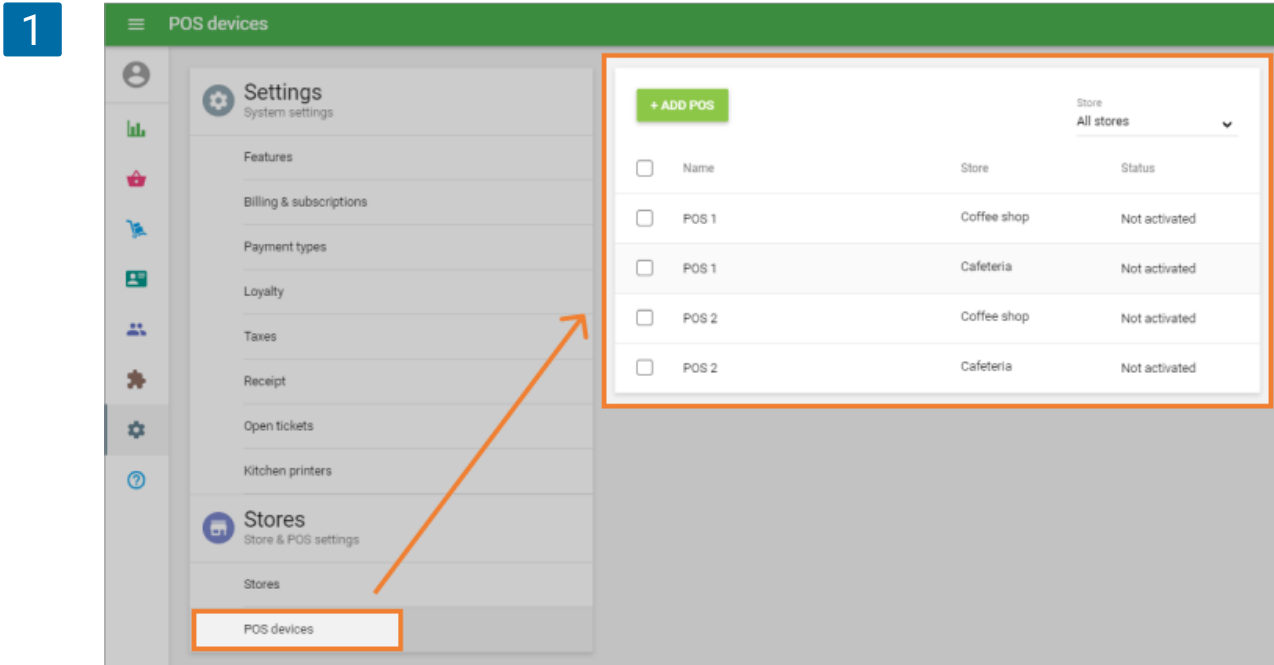 1
POS devices
Settings
System settings
Features
Billing & subscriptions
Payment types
Loyalty
Taxes
Receipt
Open tickets
Kitchen printers
Stores
Store & POS settings
Stores
POS devices
+ ADD POS
Store
All stores
Name Store Status
POS 1 Coffee shop Not activated
POS 1 Cafeteria Not activated
POS 2 Coffee shop Not activated
POS 2 Cafeteria Not activated